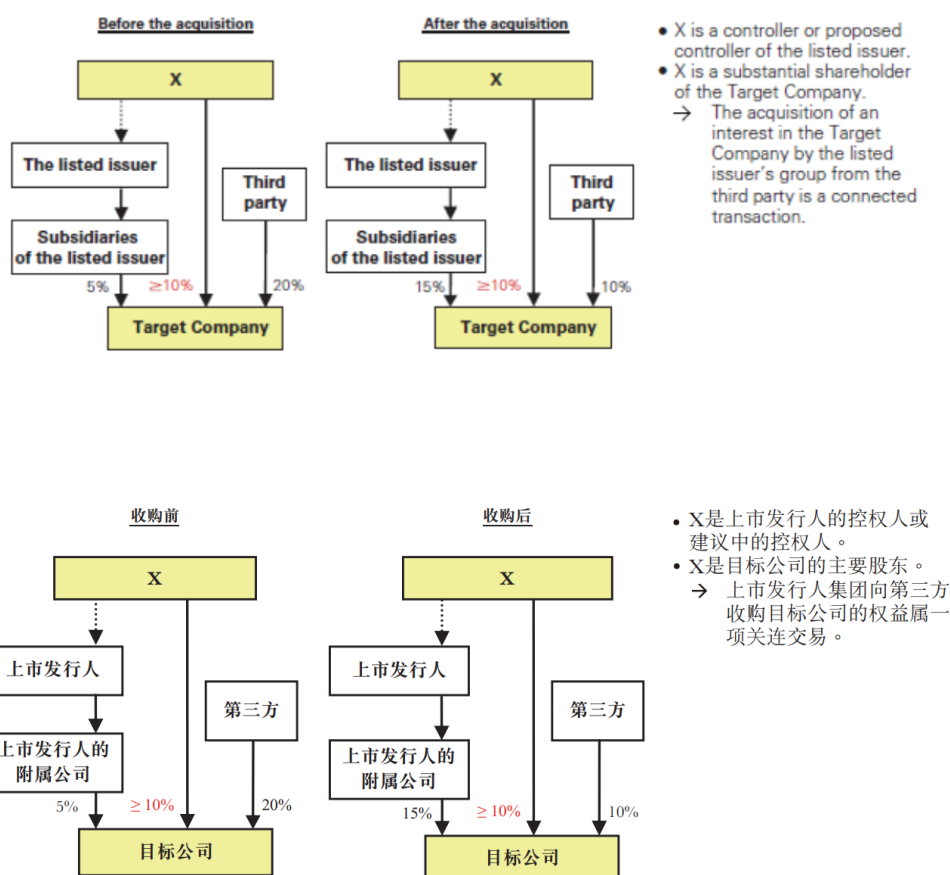 Before the acquisition
After the acquisition
X
X
The listed issuer
The listed issuer
Third
party
Third
party
Subsidiaries
of the listed issuer
Subsidiaries
of the listed issuer
5%
≥10%
20%
15%
≥10%
10%
Target Company
Target Company
• X is a controller or proposed
controller of the listed issuer.
• X is a substantial shareholder
of the Target Company.
→ The acquisition of an
interest in the Target
Company by the listed
issuer's group from the
third party is a connected
transaction.
收购前
收购后
X
X
上市发行人
上市发行人
第三方
第三方
上市发行人的
附属公司
上市发行人的
附属公司
5%
≥10%
20%
15%
≥10%
10%
目标公司
目标公司
• X是上市发行人的控权人或
建议中的控权人。
• X是目标公司的主要股东。
→ 上市发行人集团向第三方
收购目标公司的权益属一
项关连交易。